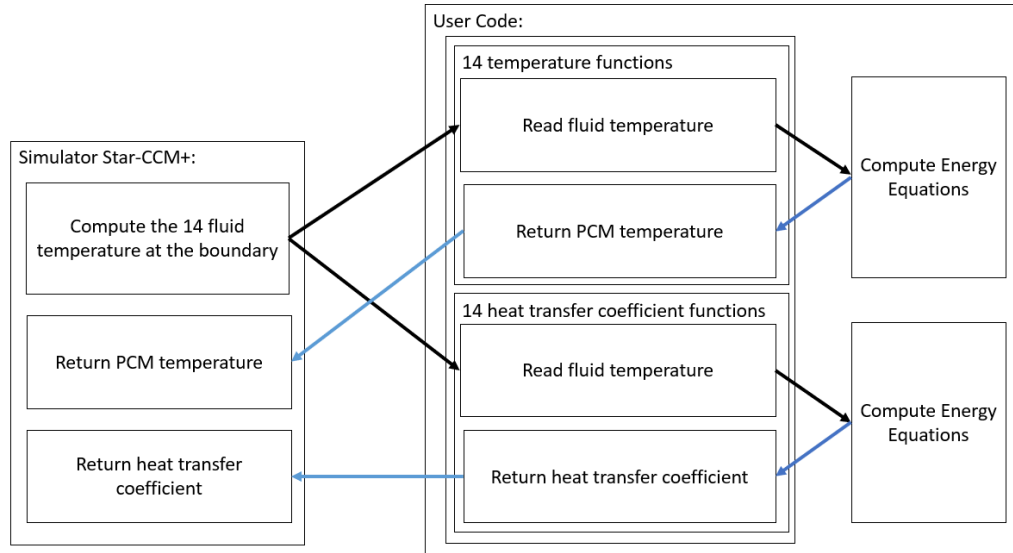 User Code:
14 temperature functions
Read fluid temperature
Return PCM temperature
Compute Energy
Equations
Simulator Star-CCM+:
Compute the 14 fluid
temperature at the boundary
Return PCM temperature
Return heat transfer
coefficient
14 heat transfer coefficient functions
Read fluid temperature
Return heat transfer coefficient
Compute Energy
Equations